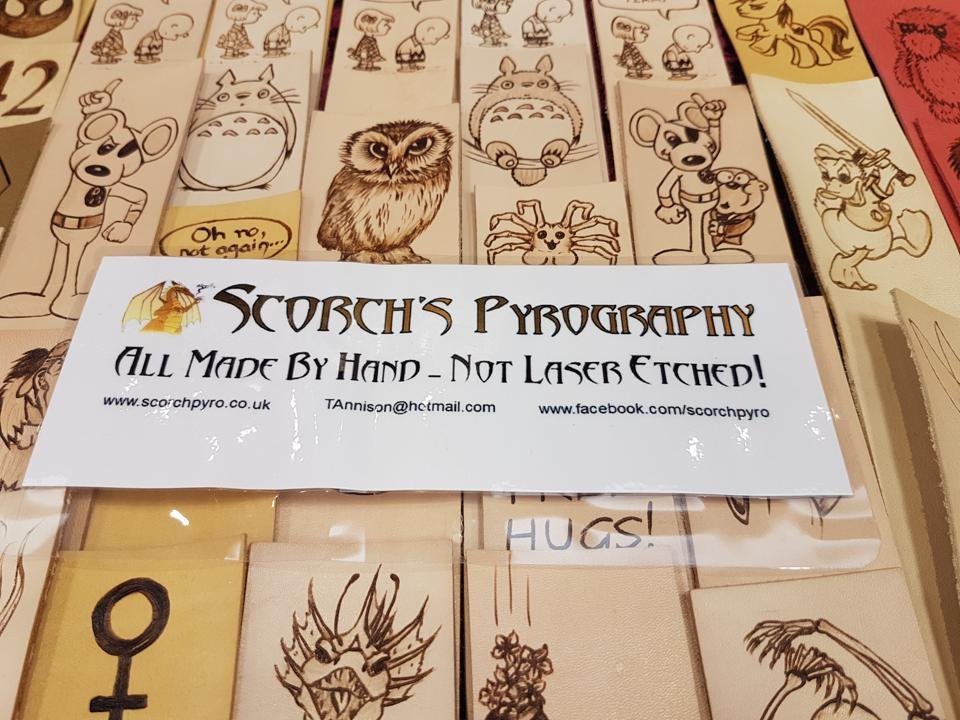 42
Oh no,
not again...
SCORCH'S PYROGRAPHY
ALL MADE BY HAND - NOT LASER ETCHED!
www.scorchpyro.co.uk TAnnison@hotmail.com www.facebook.com/scorchpyro
HUGS!